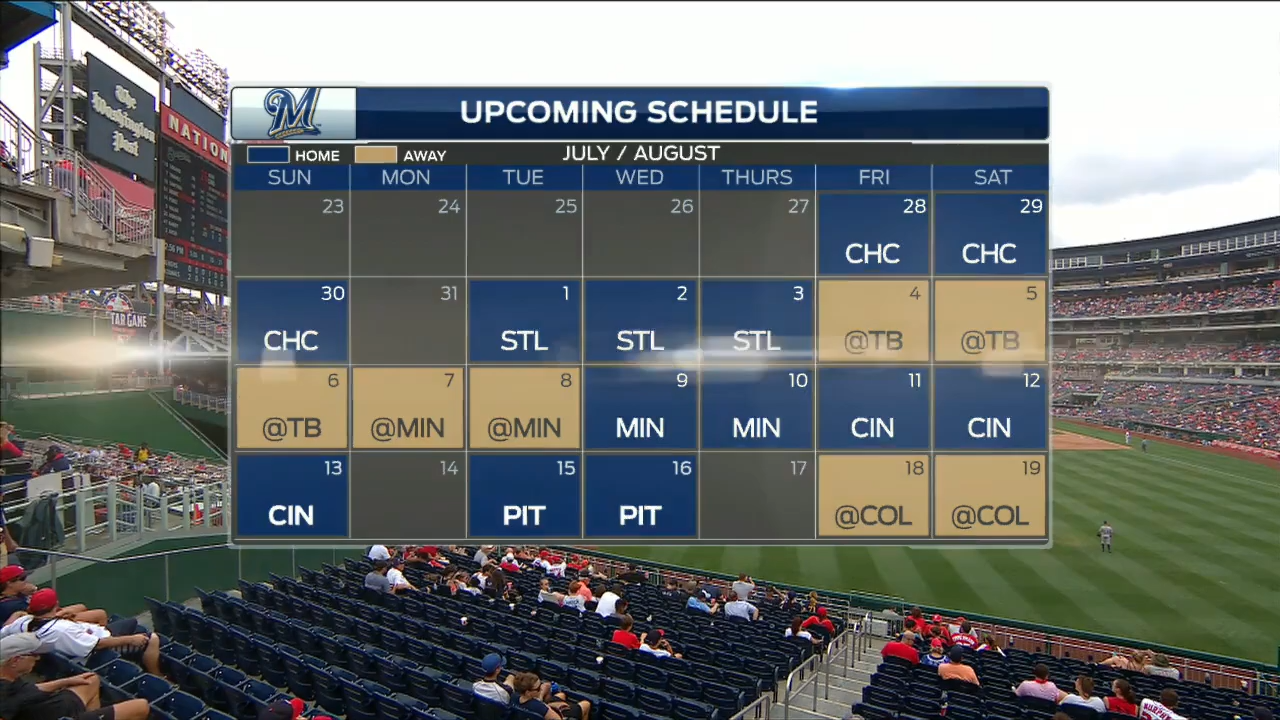 M
UPCOMING SCHEDULE
HOME AWAY JULY / AUGUST
SUN MON TUE WED THURS FRI SAT
23 24 25 26 27 28 29
CHC CHC
30 31 1 2 3 4 5
CHC STL STL STL @TB @TB
6 7 8 9 10 11 12
@TB @MIN @MIN MIN MIN CIN CIN
13 14 15 16 17 18 19
CIN PIT PIT @COL @COL
The
Washington
Post
NATION
TAR GAME